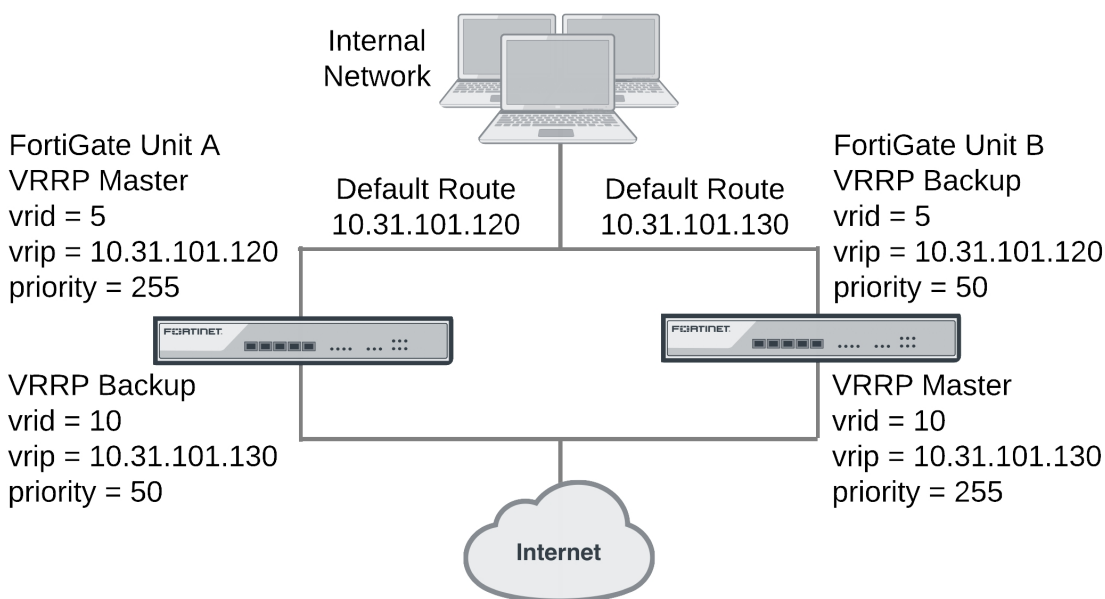 Internal
Network
FortiGate Unit A
VRRP Master
vrid = 5
vrip = 10.31.101.120
priority = 255
Default Route
10.31.101.120
Default Route
10.31.101.130
FortiGate Unit B
VRRP Backup
vrid = 5
vrip = 10.31.101.120
priority = 50
FORTINET
FORTINET
VRRP Backup
vrid = 10
vrip = 10.31.101.130
priority = 50
VRRP Master
vrid = 10
vrip = 10.31.101.130
priority = 255
Internet